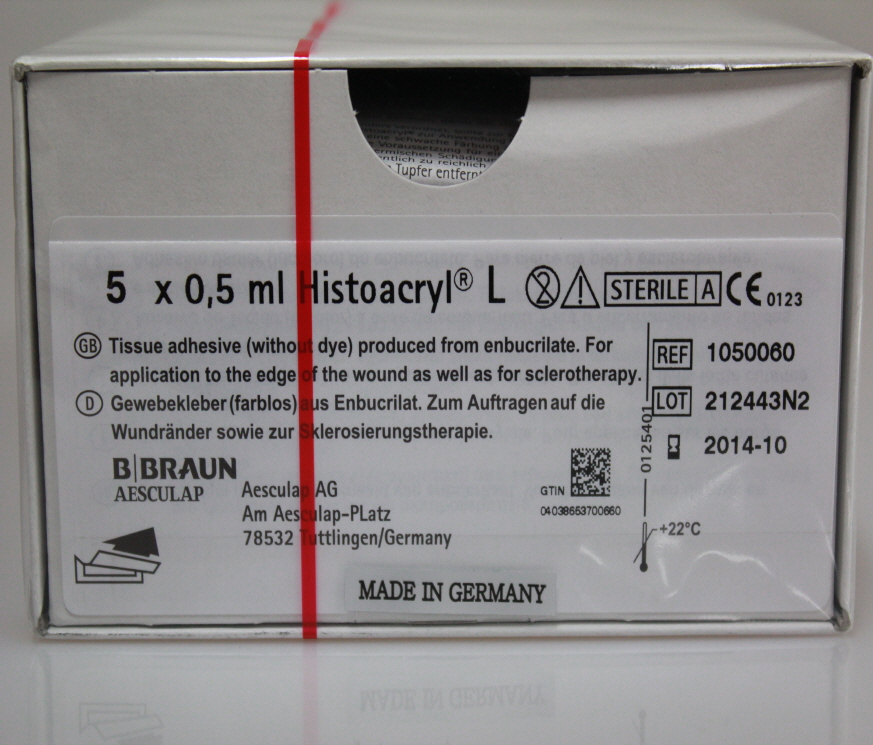 Tupfer entfern
5 x 0,5 ml Histoacryl® L STERILE A CE 0123
GB Tissue adhesive (without dye) produced from enbucrilate. For
application to the edge of the wound as well as for sclerotherapy.
D Gewebekleber (farblos) aus Enbucrilat. Zum Auftragen auf die
Wundränder sowie zur Sklerosierungstherapie.
REF 1050060
LOT 212443N2
2014-10
0125401
B|BRAUN
AESCULAP
Aesculap AG
Am Aesculap-PLatz
78532 Tuttlingen/Germany
GTIN
04038653700660
+22°C
MADE IN GERMANY